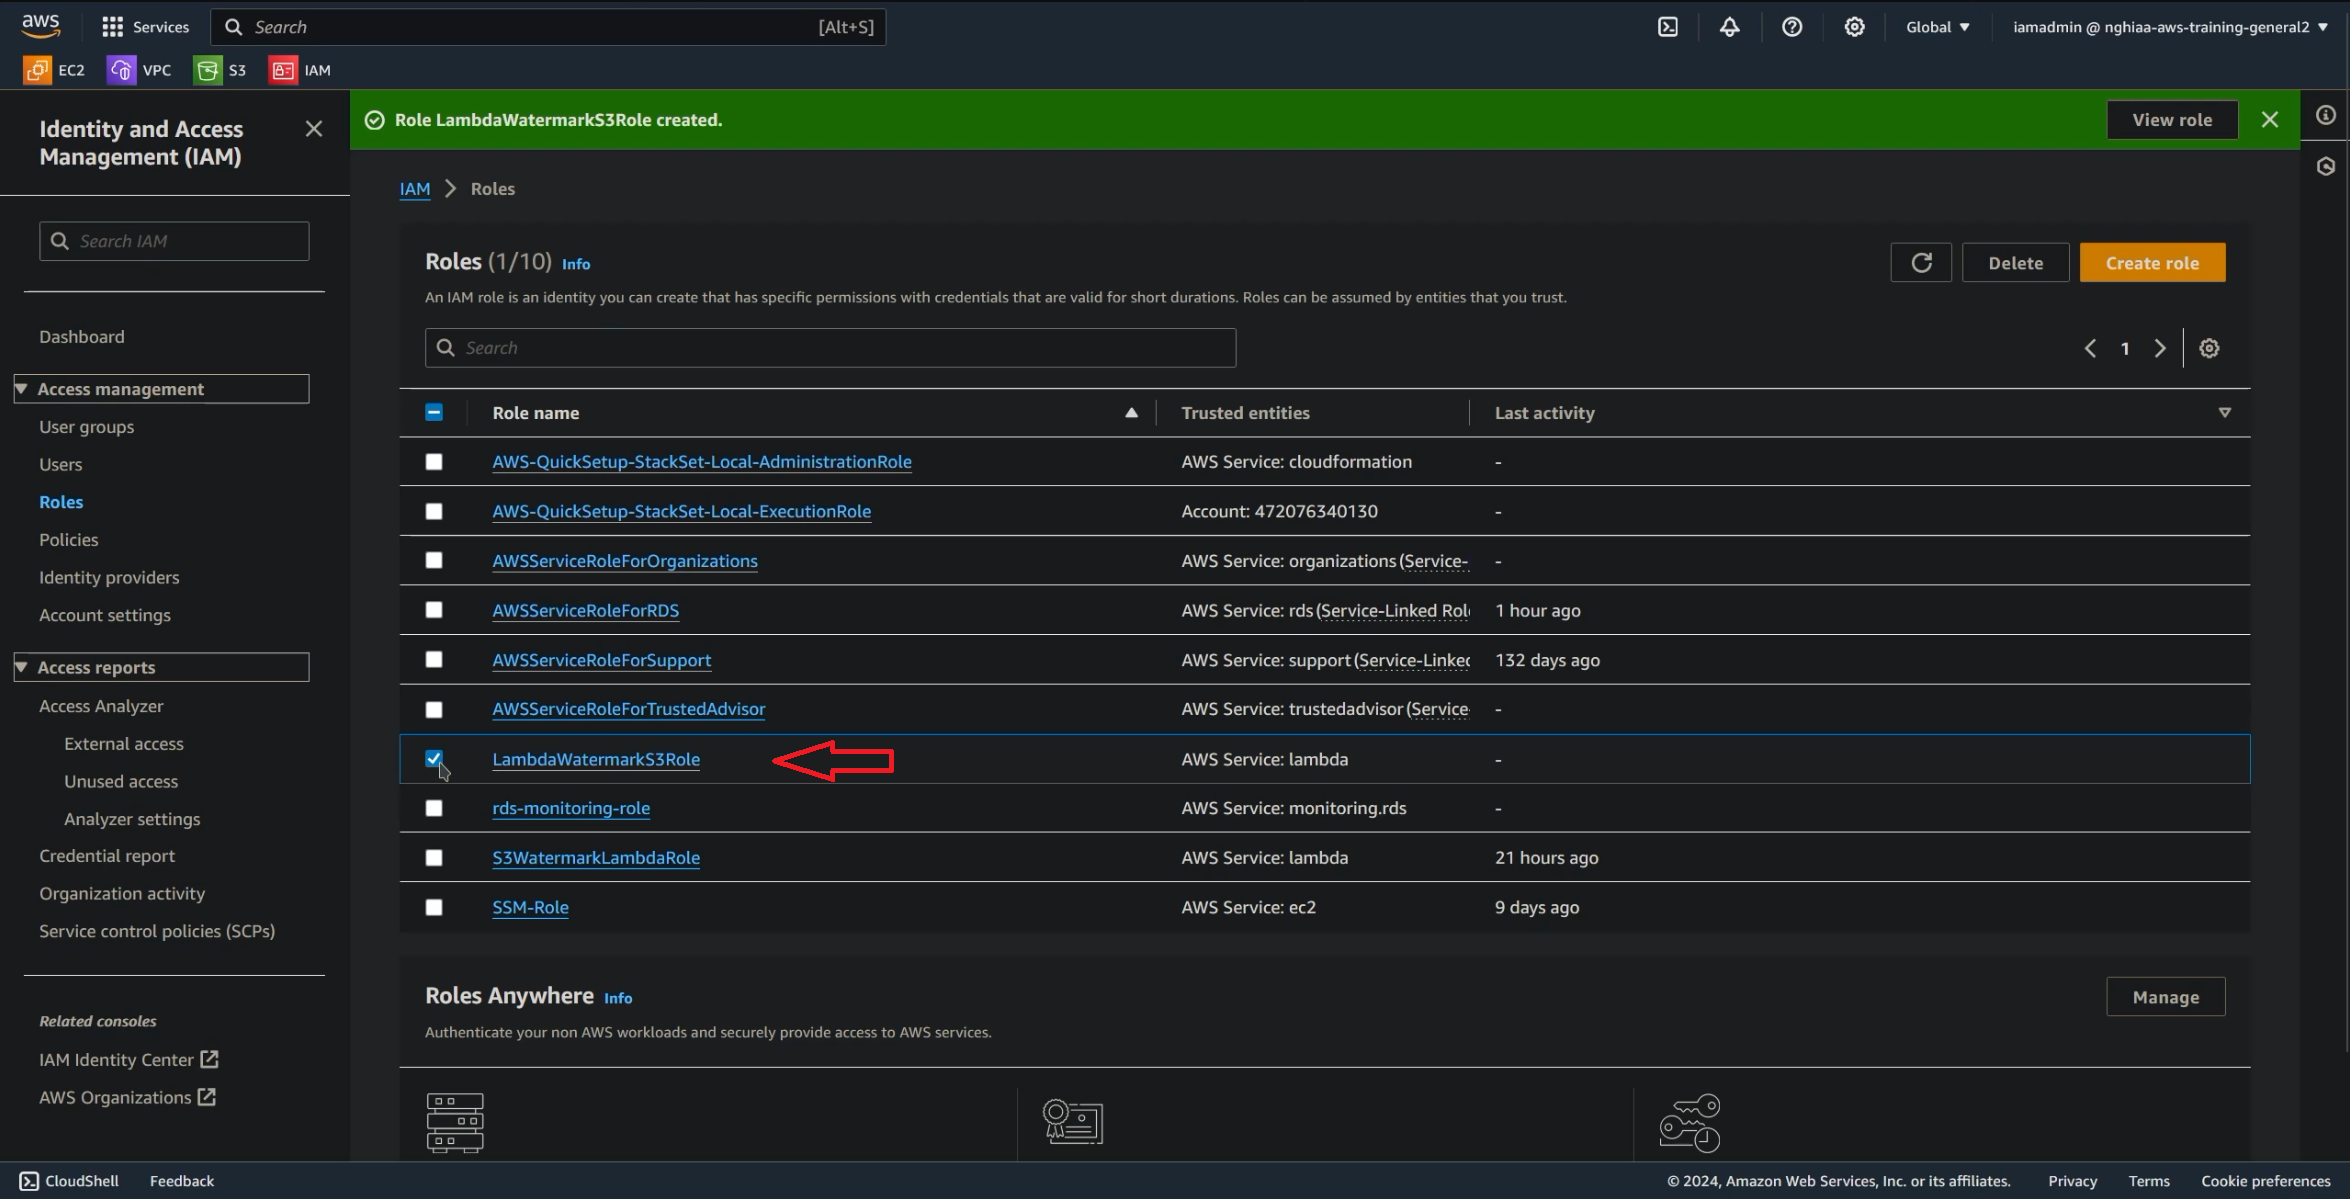 aws
Services
Search
[Alt+S]
Global
iamadmin @ nghiaa-aws-training-general2
EC2
VPC
S3
IAM
Identity and Access
Management (IAM)
Search IAM
Dashboard
Access management
User groups
Users
Roles
Policies
Identity providers
Account settings
Access reports
Access Analyzer
External access
Unused access
Analyzer settings
Credential report
Organization activity
Service control policies (SCPs)
Related consoles
IAM Identity Center
AWS Organizations
Role LambdaWatermarkS3Role created.
View role
IAM
Roles
Roles (1/10) Info
Delete
Create role
An IAM role is an identity you can create that has specific permissions with credentials that are valid for short durations. Roles can be assumed by entities that you trust.
Search
1
Role name Trusted entities Last activity
AWS-QuickSetup-StackSet-Local-AdministrationRole AWS Service: cloudformation -
AWS-QuickSetup-StackSet-Local-ExecutionRole Account: 472076340130 -
AWSServiceRoleForOrganizations AWS Service: organizations (Service- -
AWSServiceRoleForRDS AWS Service: rds (Service-Linked Role 1 hour ago
AWSServiceRoleForSupport AWS Service: support (Service-Linked 132 days ago
AWSServiceRoleForTrustedAdvisor AWS Service: trustedadvisor (Service- -
LambdaWatermarkS3Role AWS Service: lambda -
rds-monitoring-role AWS Service: monitoring.rds -
S3WatermarkLambdaRole AWS Service: lambda 21 hours ago
SSM-Role AWS Service: ec2 9 days ago
Roles Anywhere Info
Manage
Authenticate your non AWS workloads and securely provide access to AWS services.
CloudShell
Feedback
© 2024, Amazon Web Services, Inc. or its affiliates.
Privacy
Terms
Cookie preferences